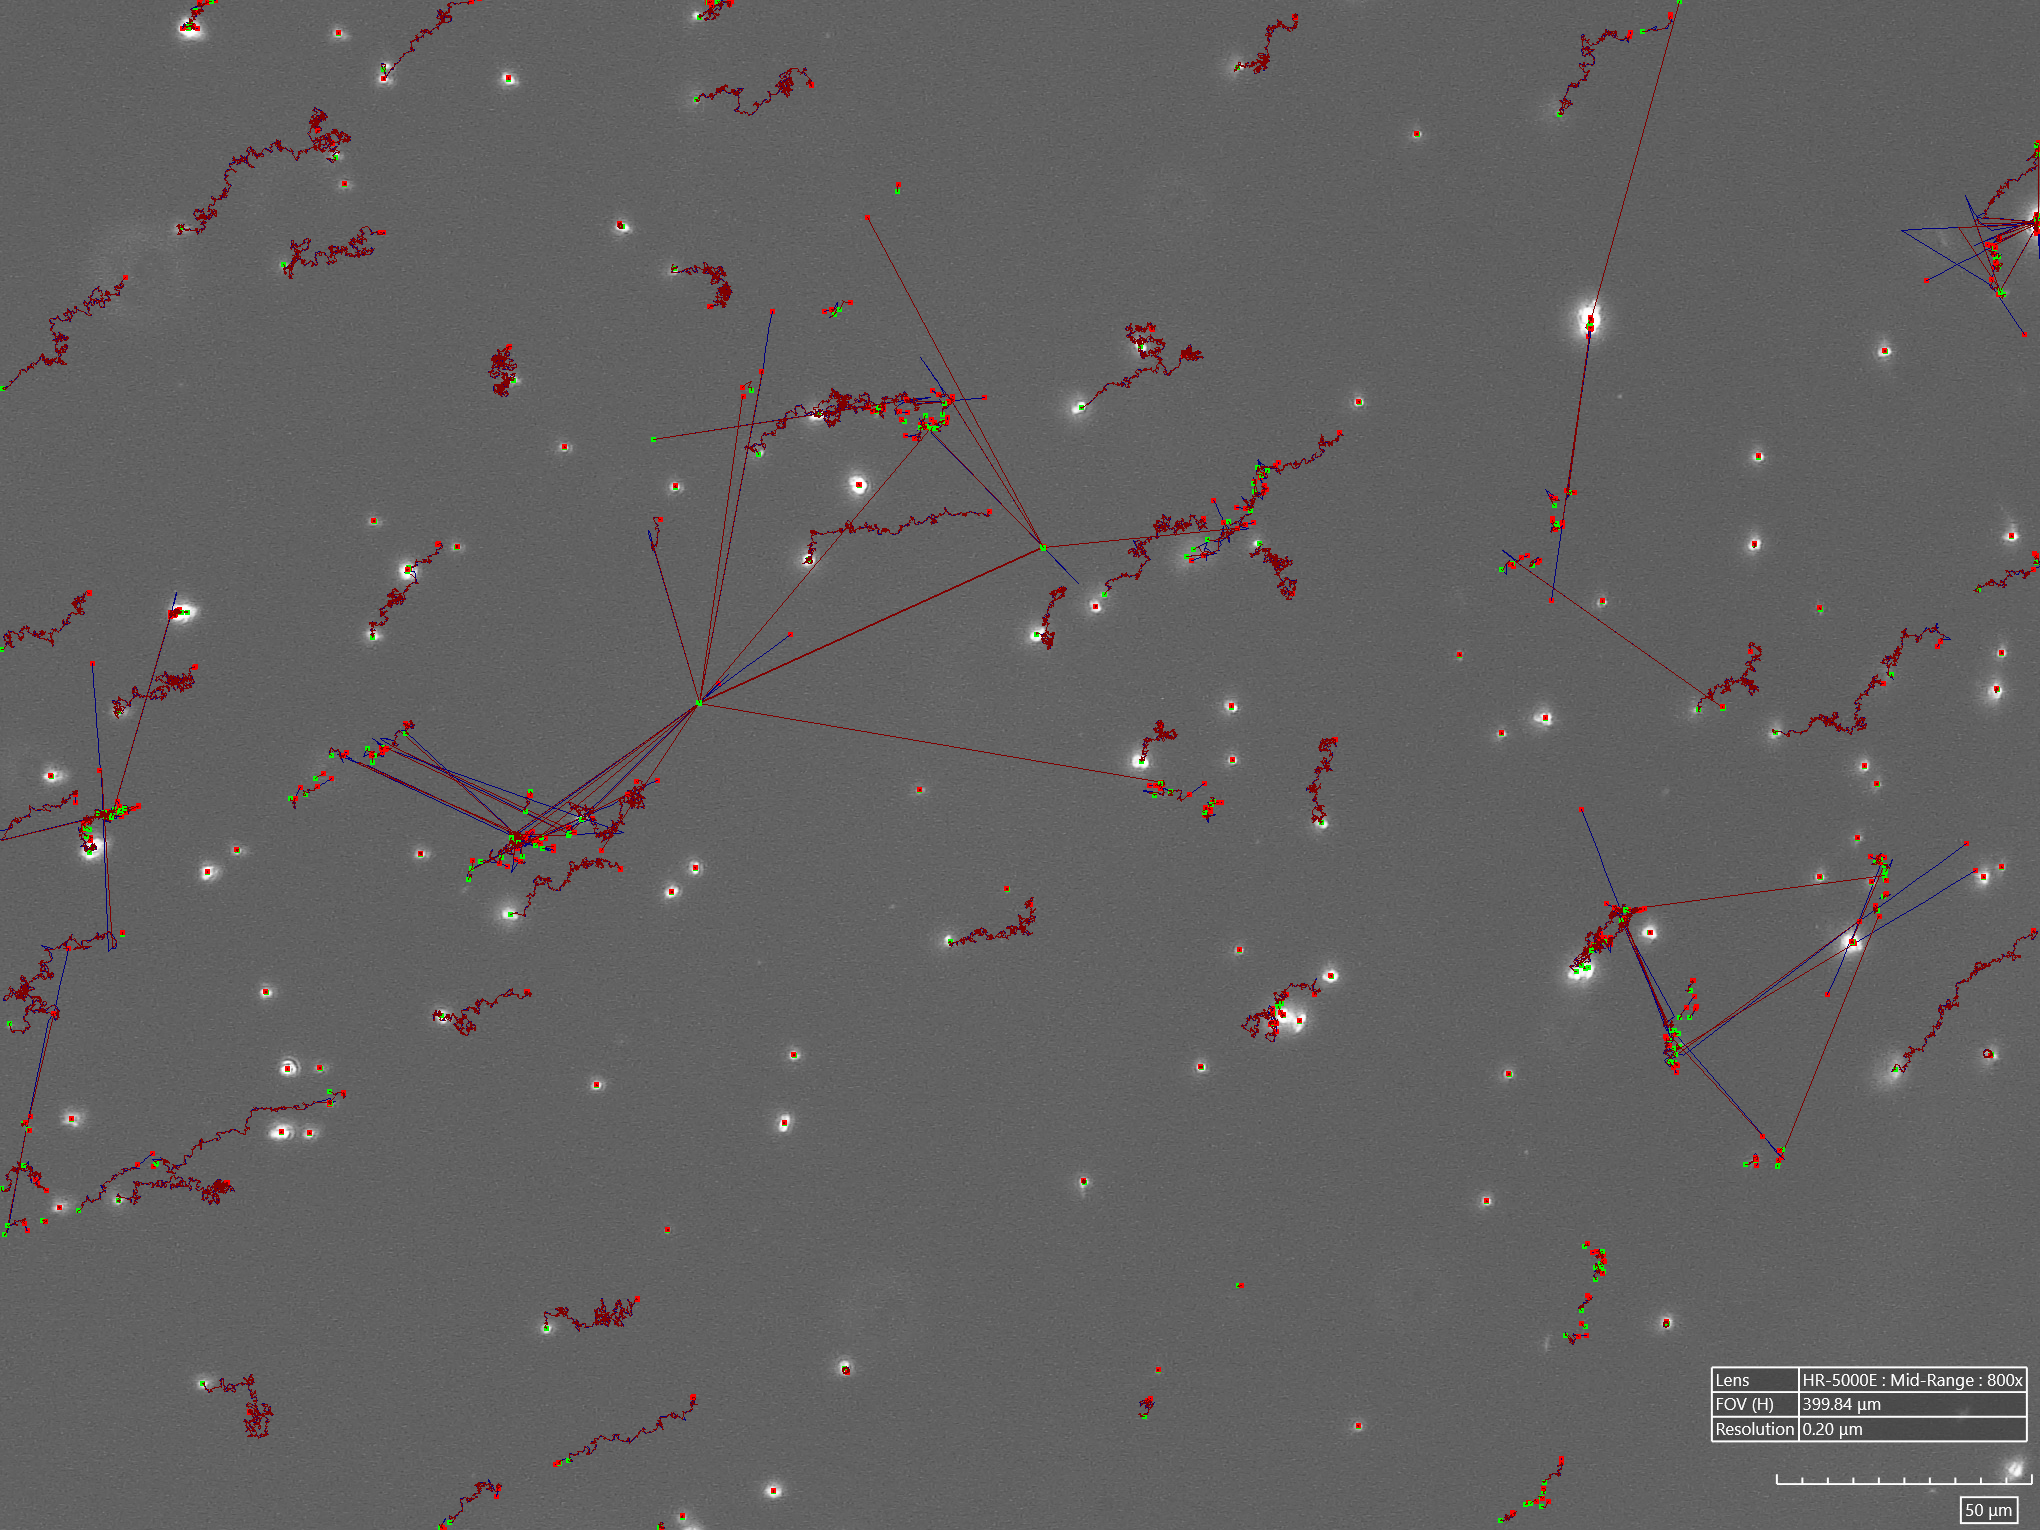 Lens HR-5000E : Mid-Range : 800x
FOV (H) 399.84 µm
Resolution 0.20 µm
50 µm